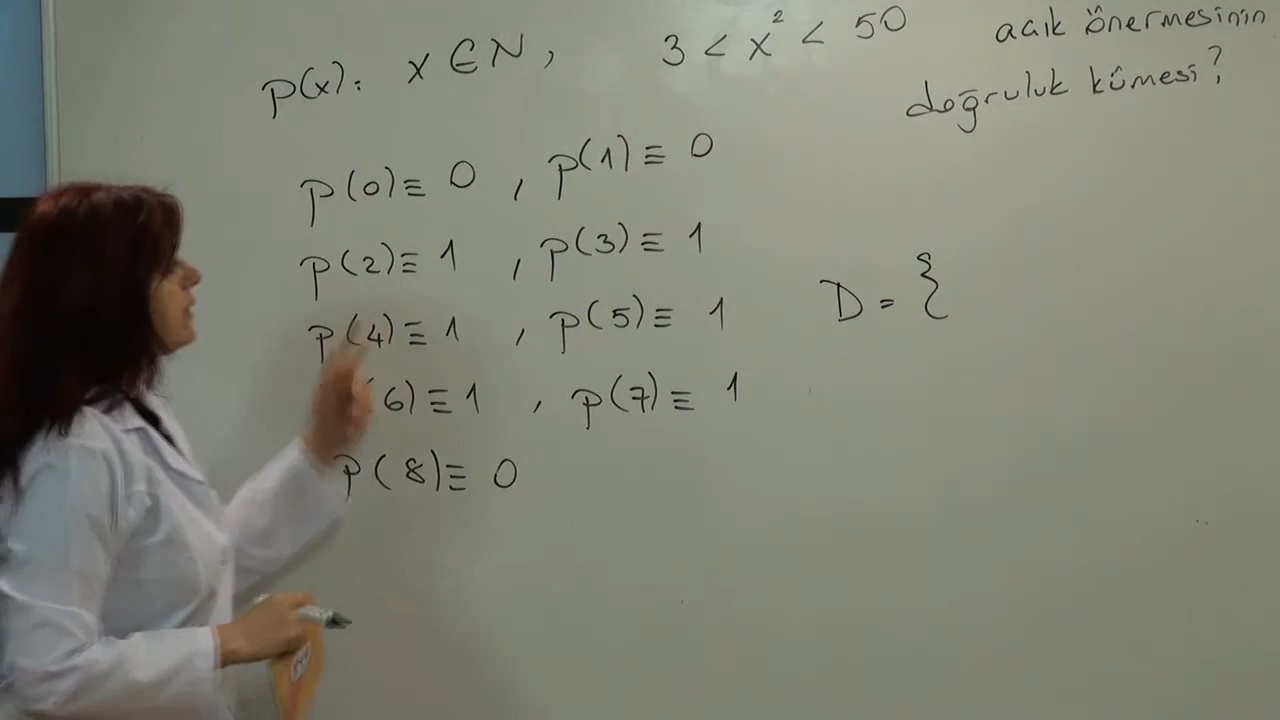 p(x): x ∈ N, 3 < x² < 50 acık önermesinin
doğruluk kümesi?
p(0) ≡ 0 , p(1) ≡ 0
p(2) ≡ 1 , p(3) ≡ 1
p(4) ≡ 1 , p(5) ≡ 1
(6) ≡ 1 , p(7) ≡ 1
p(8) ≡ 0
D = {